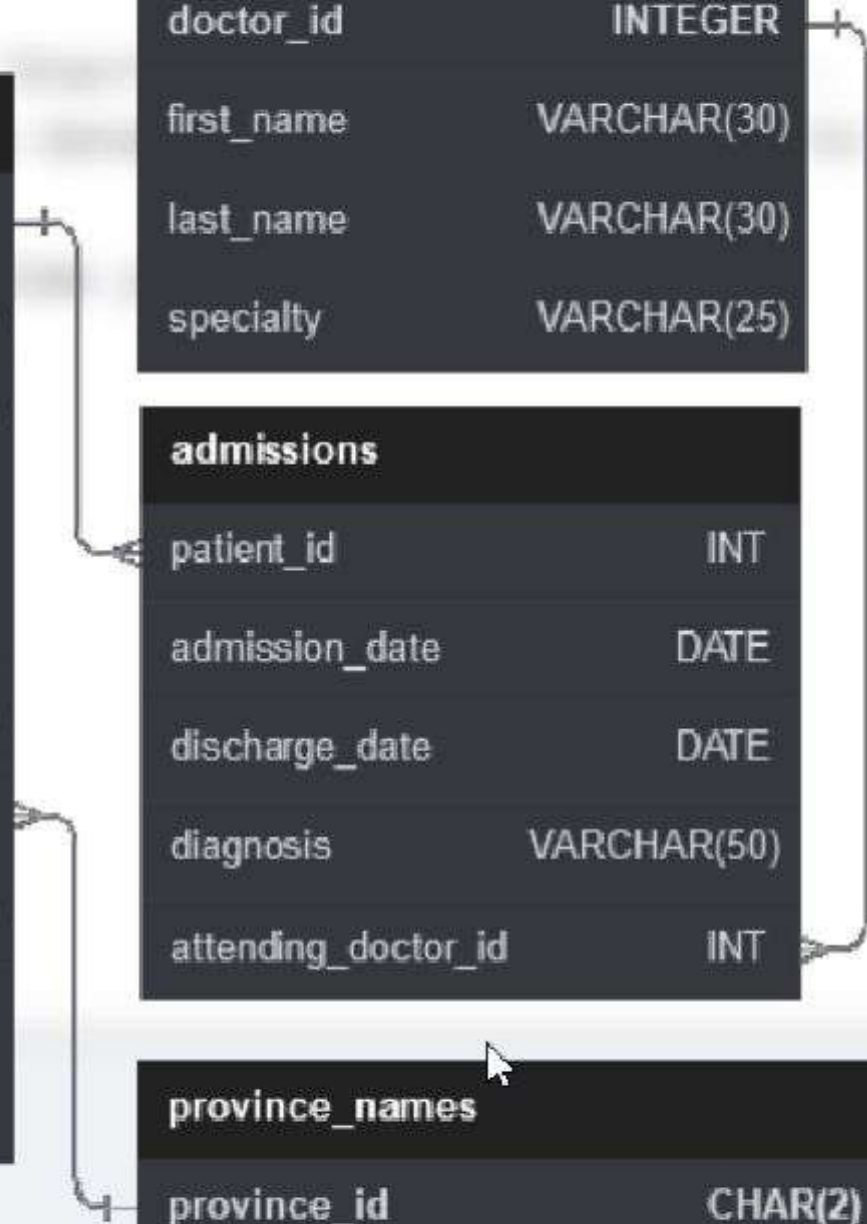 doctor_id INTEGER
first_name VARCHAR(30)
last_name VARCHAR(30)
specialty VARCHAR(25)
admissions
patient_id INT
admission_date DATE
discharge_date DATE
diagnosis VARCHAR(50)
attending_doctor_id INT
province_names
province_id CHAR(2)